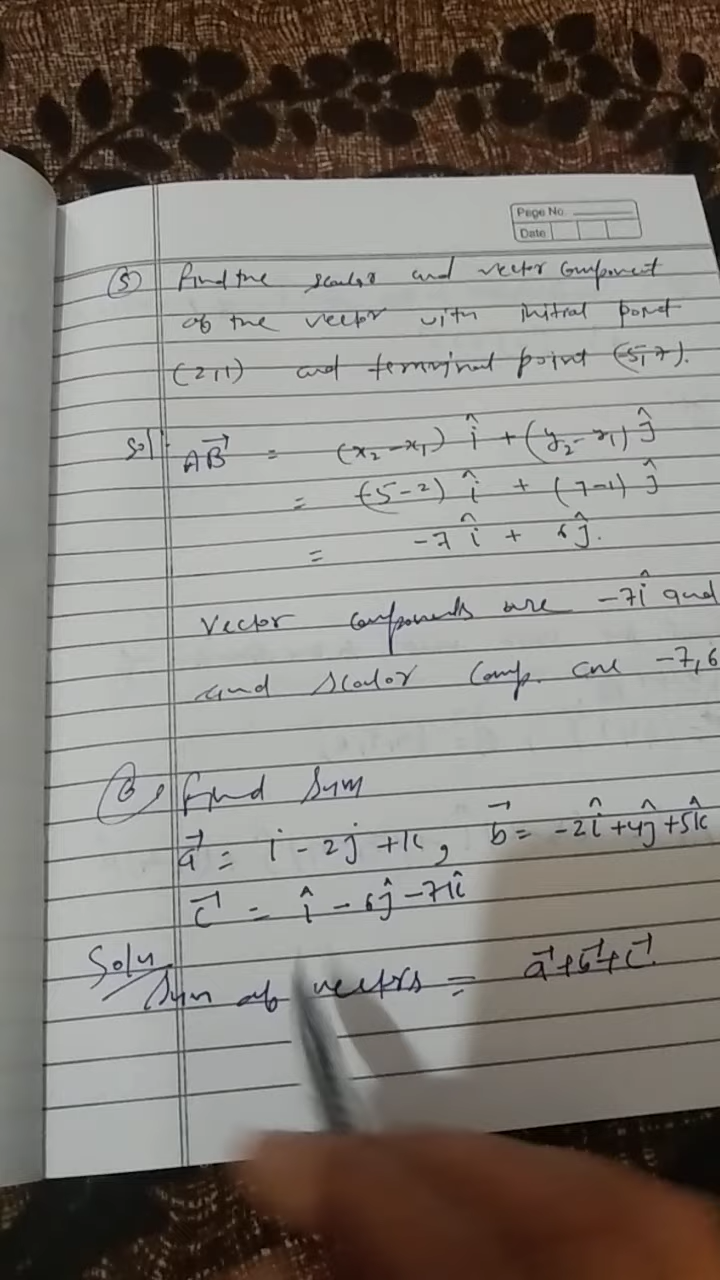 Page No.
Date
(5) Find the scalar and vector component
of the vector with initial point
(2,1) and terminal point (-5,7).
Sol: AB⃗ = (x₂-x₁) î + (y₂-y₁) ĵ
= (-5-2) î + (7-1) ĵ
= -7 î + 6 ĵ.
Vector components are -7î and
and scalor Comp. are -7,6
(6) Find Sum
a⃗ = i - 2j + k, b⃗ = -2î+4ĵ+5k̂
c⃗ = î - 6ĵ - 7k̂
Soln
Sum of vectors = a⃗+b⃗+c⃗.